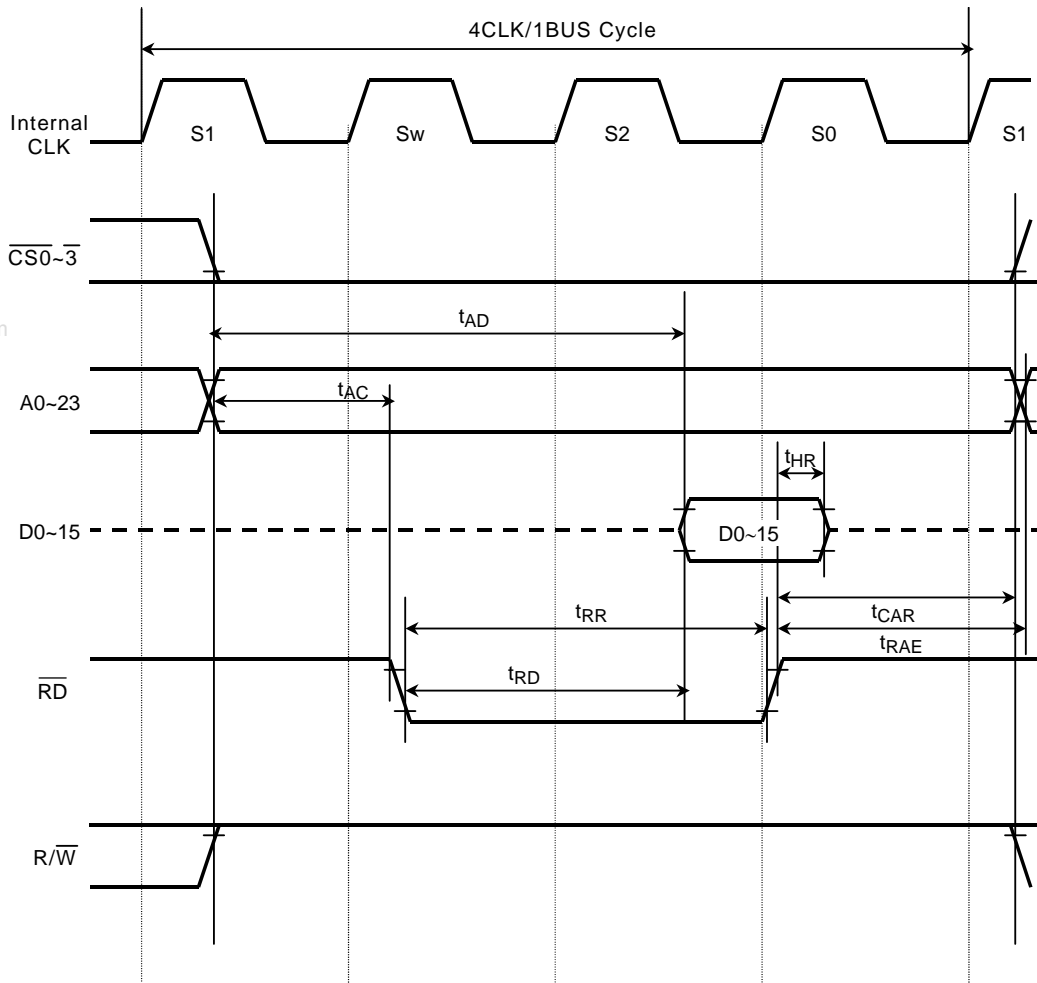 4CLK/1BUS Cycle
Internal
CLK
S1
Sw
S2
S0
S1
CS0~3
tAD
m
A0~23
tAC
tHR
D0~15
D0~15
tRR
tCAR
tRAE
RD
tRD
R/W